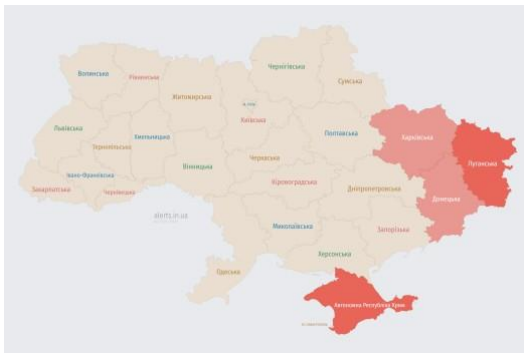 Чернігівська
Волинська
Рівненська
Сумська
Житомирська
Київська
Львівська
Полтавська
Харківська
Тернопільська
Хмельницька
Луганська
Черкаська
Вінницька
Івано-Франківська
Закарпатська
Чернівецька
Кіровоградська
Дніпропетровська
Донецька
alerts.in.ua
Миколаївська
Запорізька
Херсонська
Одеська
Автономна Республіка Крим